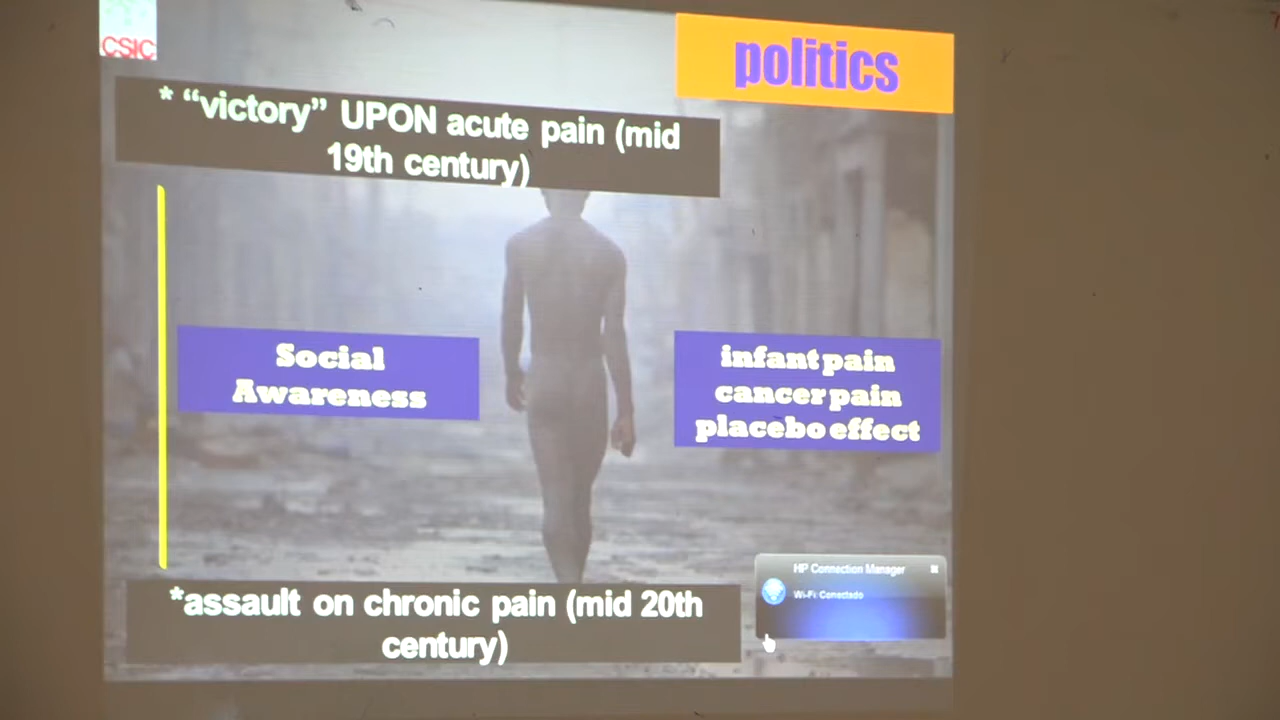 CSIC
politics
* “victory” UPON acute pain (mid
19th century)
Social
Awareness
infant pain
cancer pain
placebo effect
HP Connection Manager
Wi-Fi: Conectado
*assault on chronic pain (mid 20th
century)